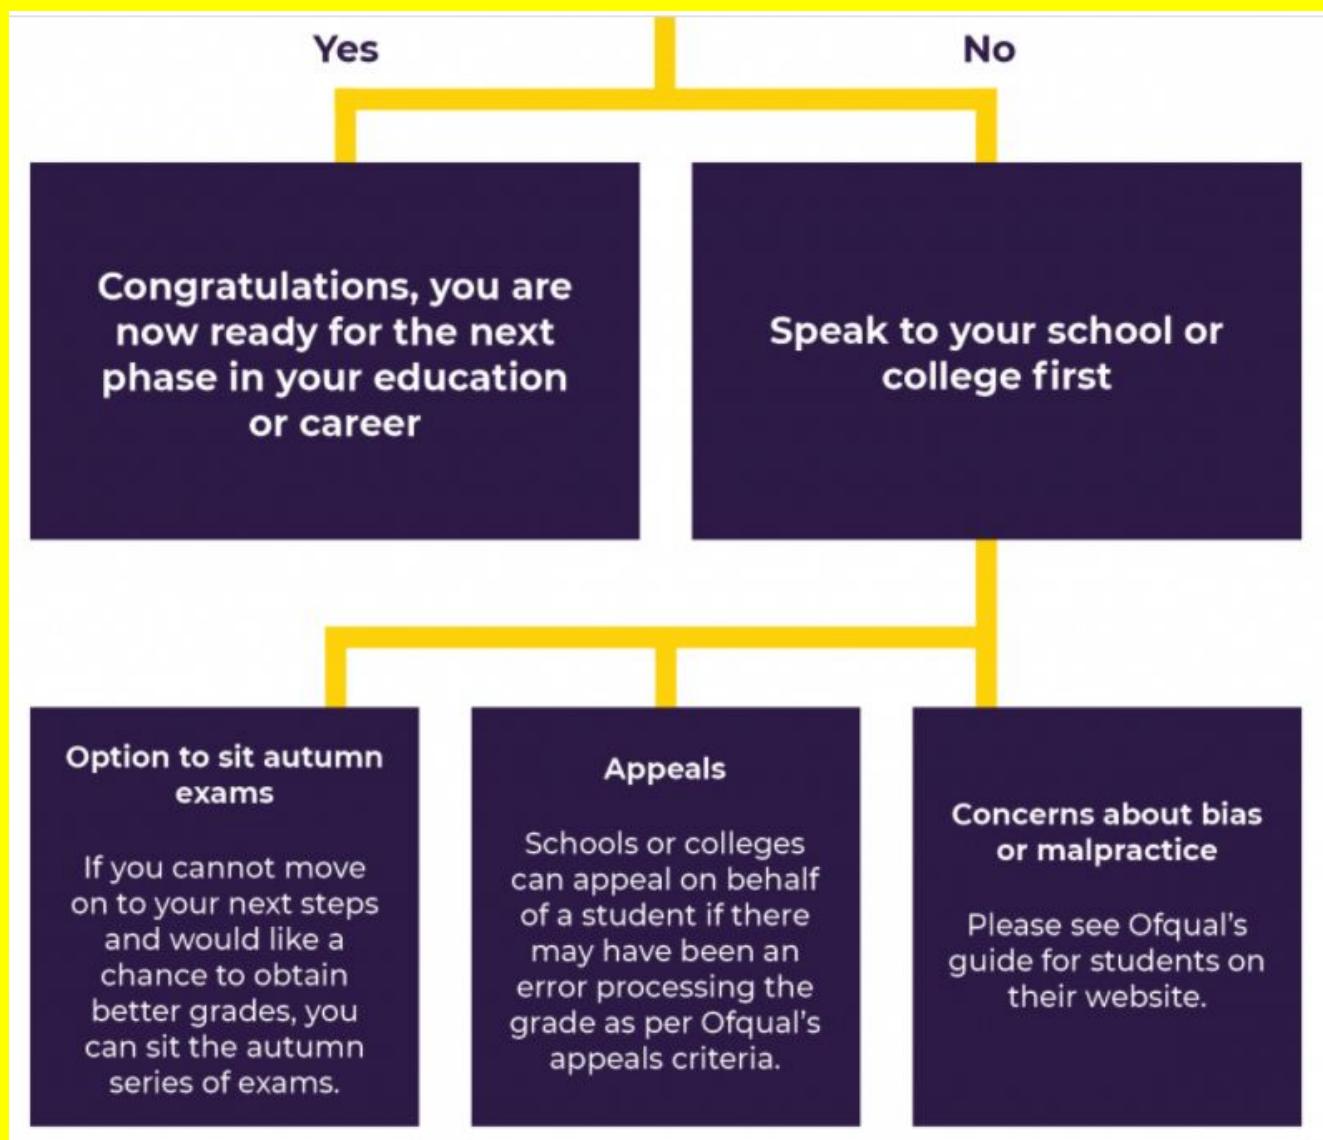 Yes
No
Congratulations, you are
now ready for the next
phase in your education
or career
Speak to your school or
college first
Option to sit autumn
exams
If you cannot move
on to your next steps
and would like a
chance to obtain
better grades, you
can sit the autumn
series of exams.
Appeals
Schools or colleges
can appeal on behalf
of a student if there
may have been an
error processing the
grade as per Ofqual’s
appeals criteria.
Concerns about bias
or malpractice
Please see Ofqual’s
guide for students on
their website.